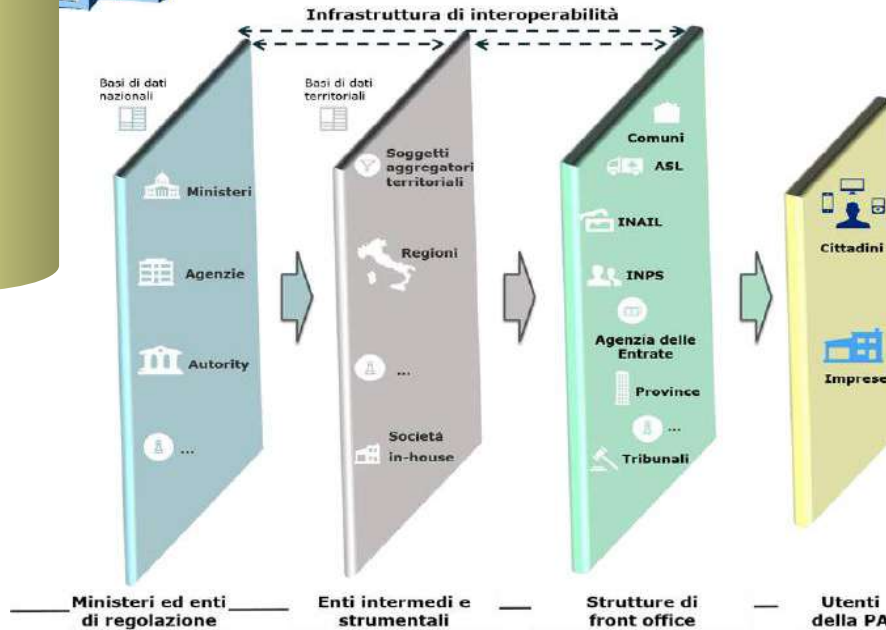 Infrastruttura di interoperabilità
Basi di dati
nazionali
Ministeri
Agenzie
Autority
...
Basi di dati
territoriali
Soggetti
aggregatori
territoriali
Regioni
...
Società
in-house
Comuni
ASL
INAIL
INPS
Agenzia delle
Entrate
Province
...
Tribunali
Cittadini
Imprese
Ministeri ed enti
di regolazione
Enti intermedi e
strumentali
Strutture di
front office
Utenti
della PA